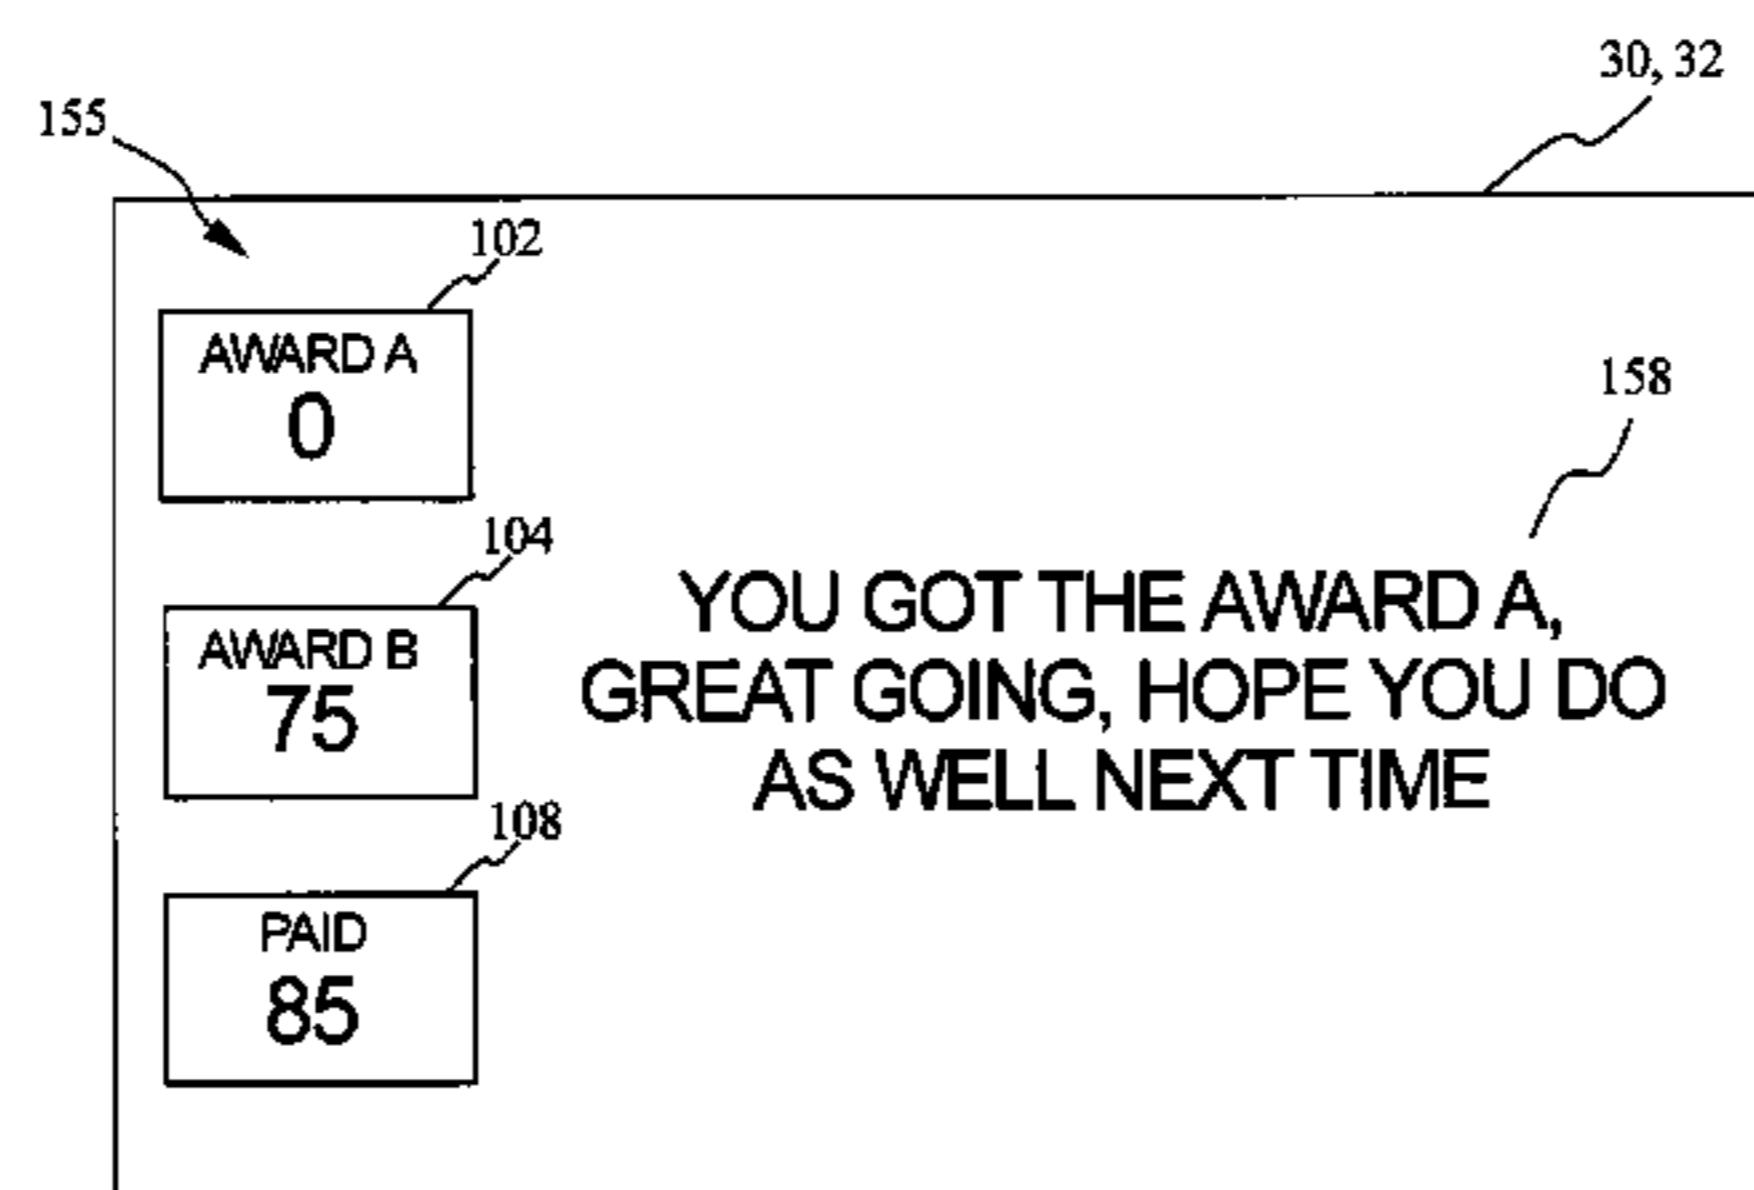 30, 32
155
102
AWARD A
0
158
104
YOU GOT THE AWARD A,
GREAT GOING, HOPE YOU DO
AS WELL NEXT TIME
AWARD B
75
108
PAID
85